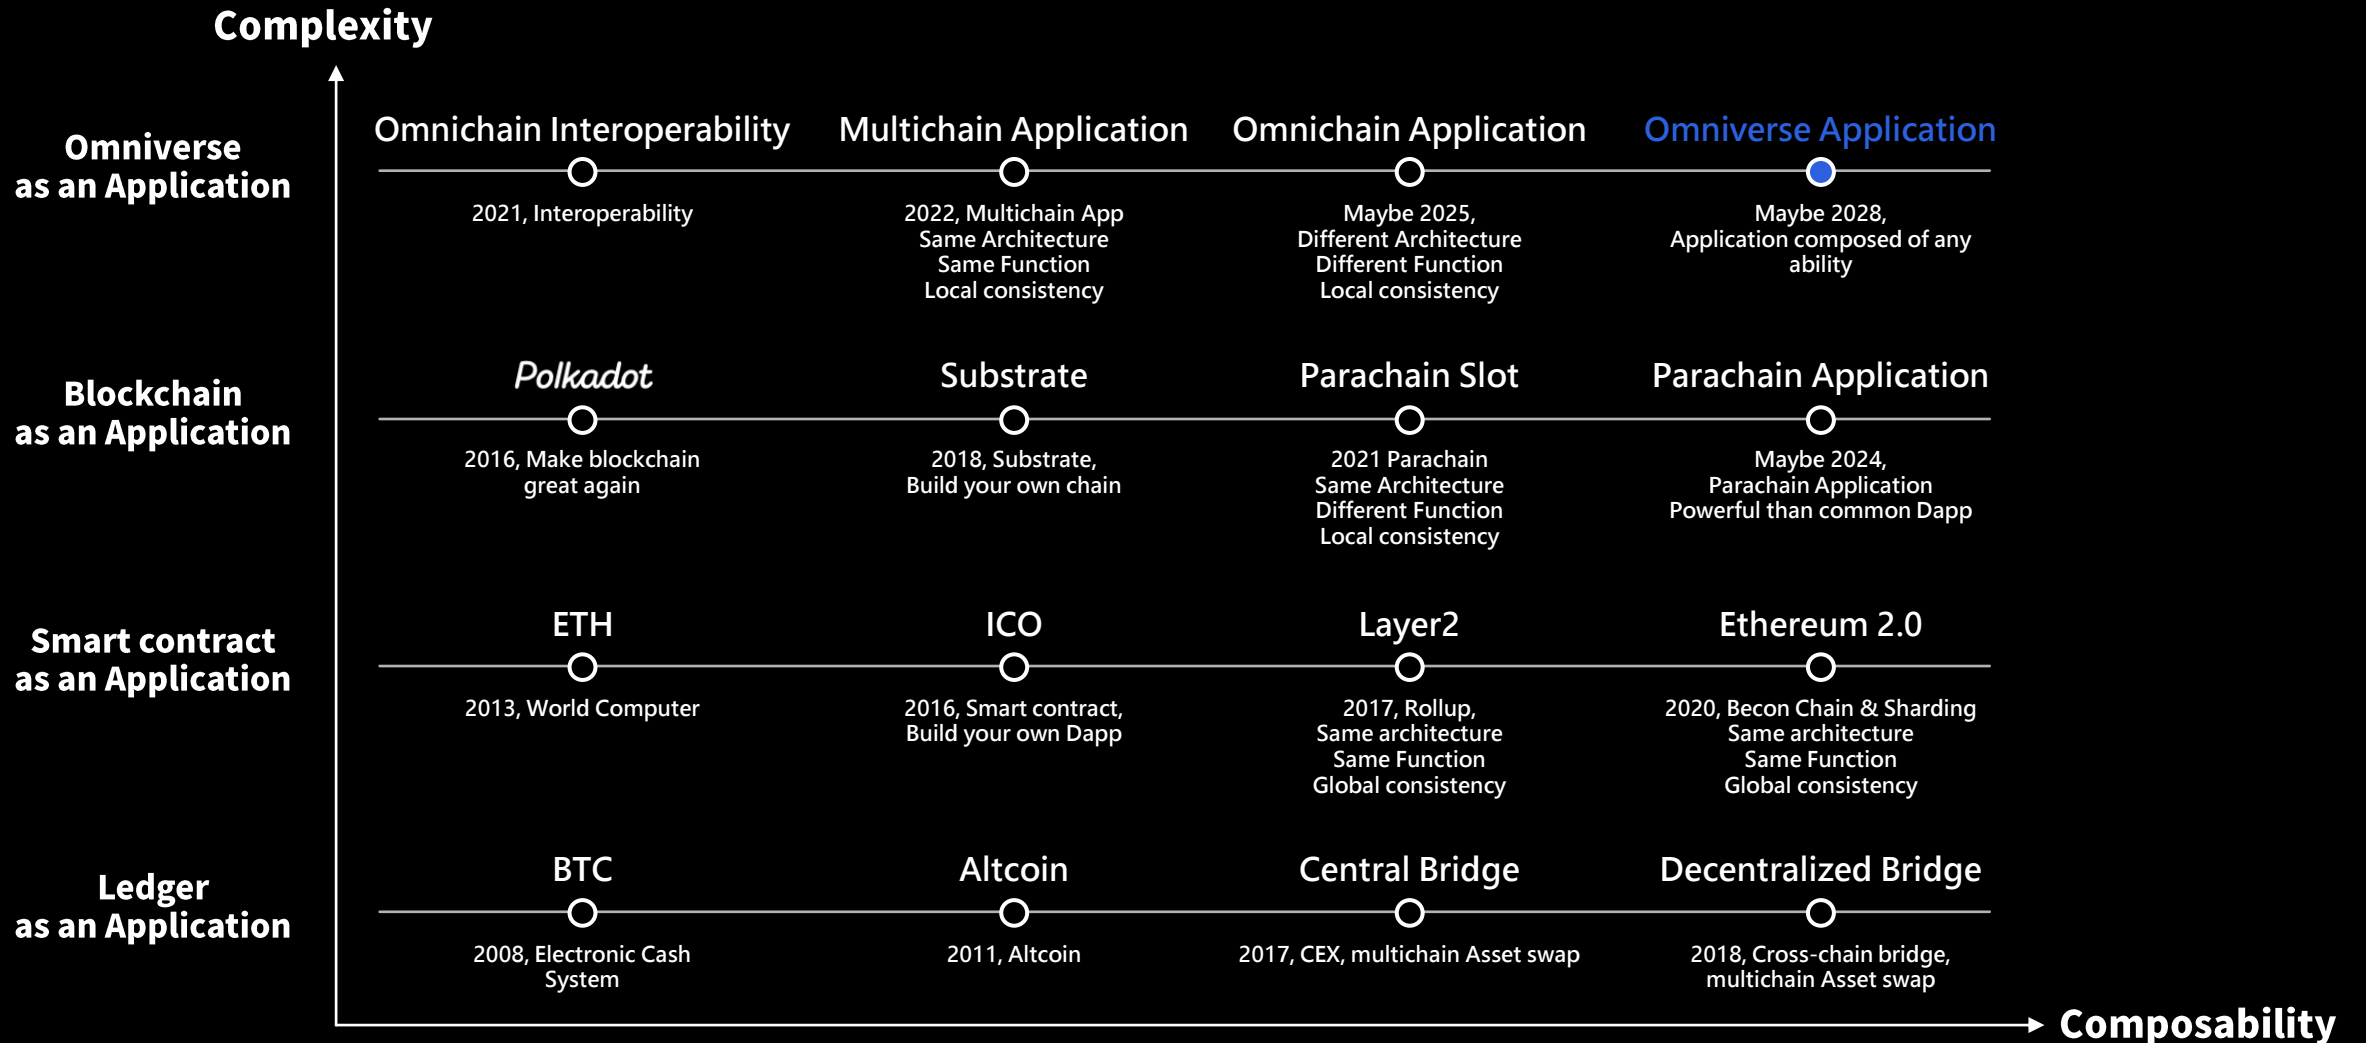 Complexity
Omniverse
as an Application
Omnichain Interoperability
2021, Interoperability
Multichain Application
2022, Multichain App
Same Architecture
Same Function
Local consistency
Omnichain Application
Maybe 2025,
Different Architecture
Different Function
Local consistency
Omniverse Application
Maybe 2028,
Application composed of any
ability
Blockchain
as an Application
Polkadot
2016, Make blockchain
great again
Substrate
2018, Substrate,
Build your own chain
Parachain Slot
2021 Parachain
Same Architecture
Different Function
Local consistency
Parachain Application
Maybe 2024,
Parachain Application
Powerful than common Dapp
Smart contract
as an Application
ETH
2013, World Computer
ICO
2016, Smart contract,
Build your own Dapp
Layer2
2017, Rollup,
Same architecture
Same Function
Global consistency
Ethereum 2.0
2020, Becon Chain & Sharding
Same architecture
Same Function
Global consistency
Ledger
as an Application
BTC
2008, Electronic Cash
System
Altcoin
2011, Altcoin
Central Bridge
2017, CEX, multichain Asset swap
Decentralized Bridge
2018, Cross-chain bridge,
multichain Asset swap
Composability